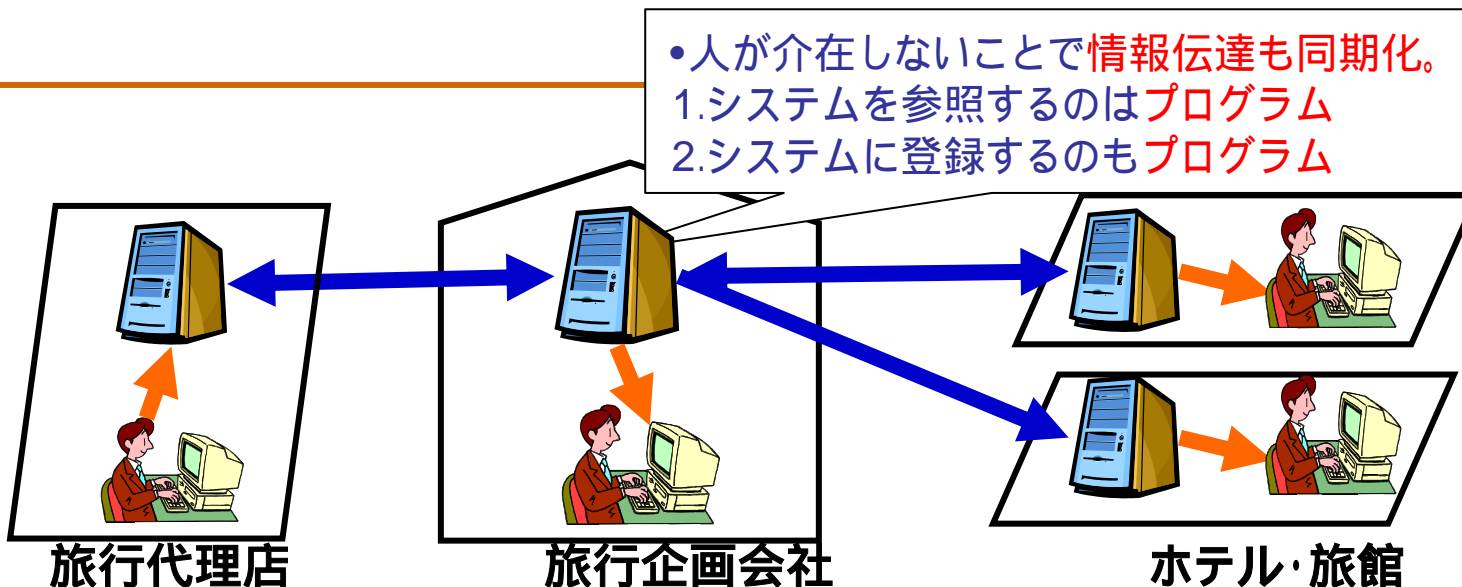 •人が介在しないことで情報伝達も同期化。
1.システムを参照するのはプログラム
2.システムに登録するのもプログラム
旅行代理店
旅行企画会社
ホテル・旅館